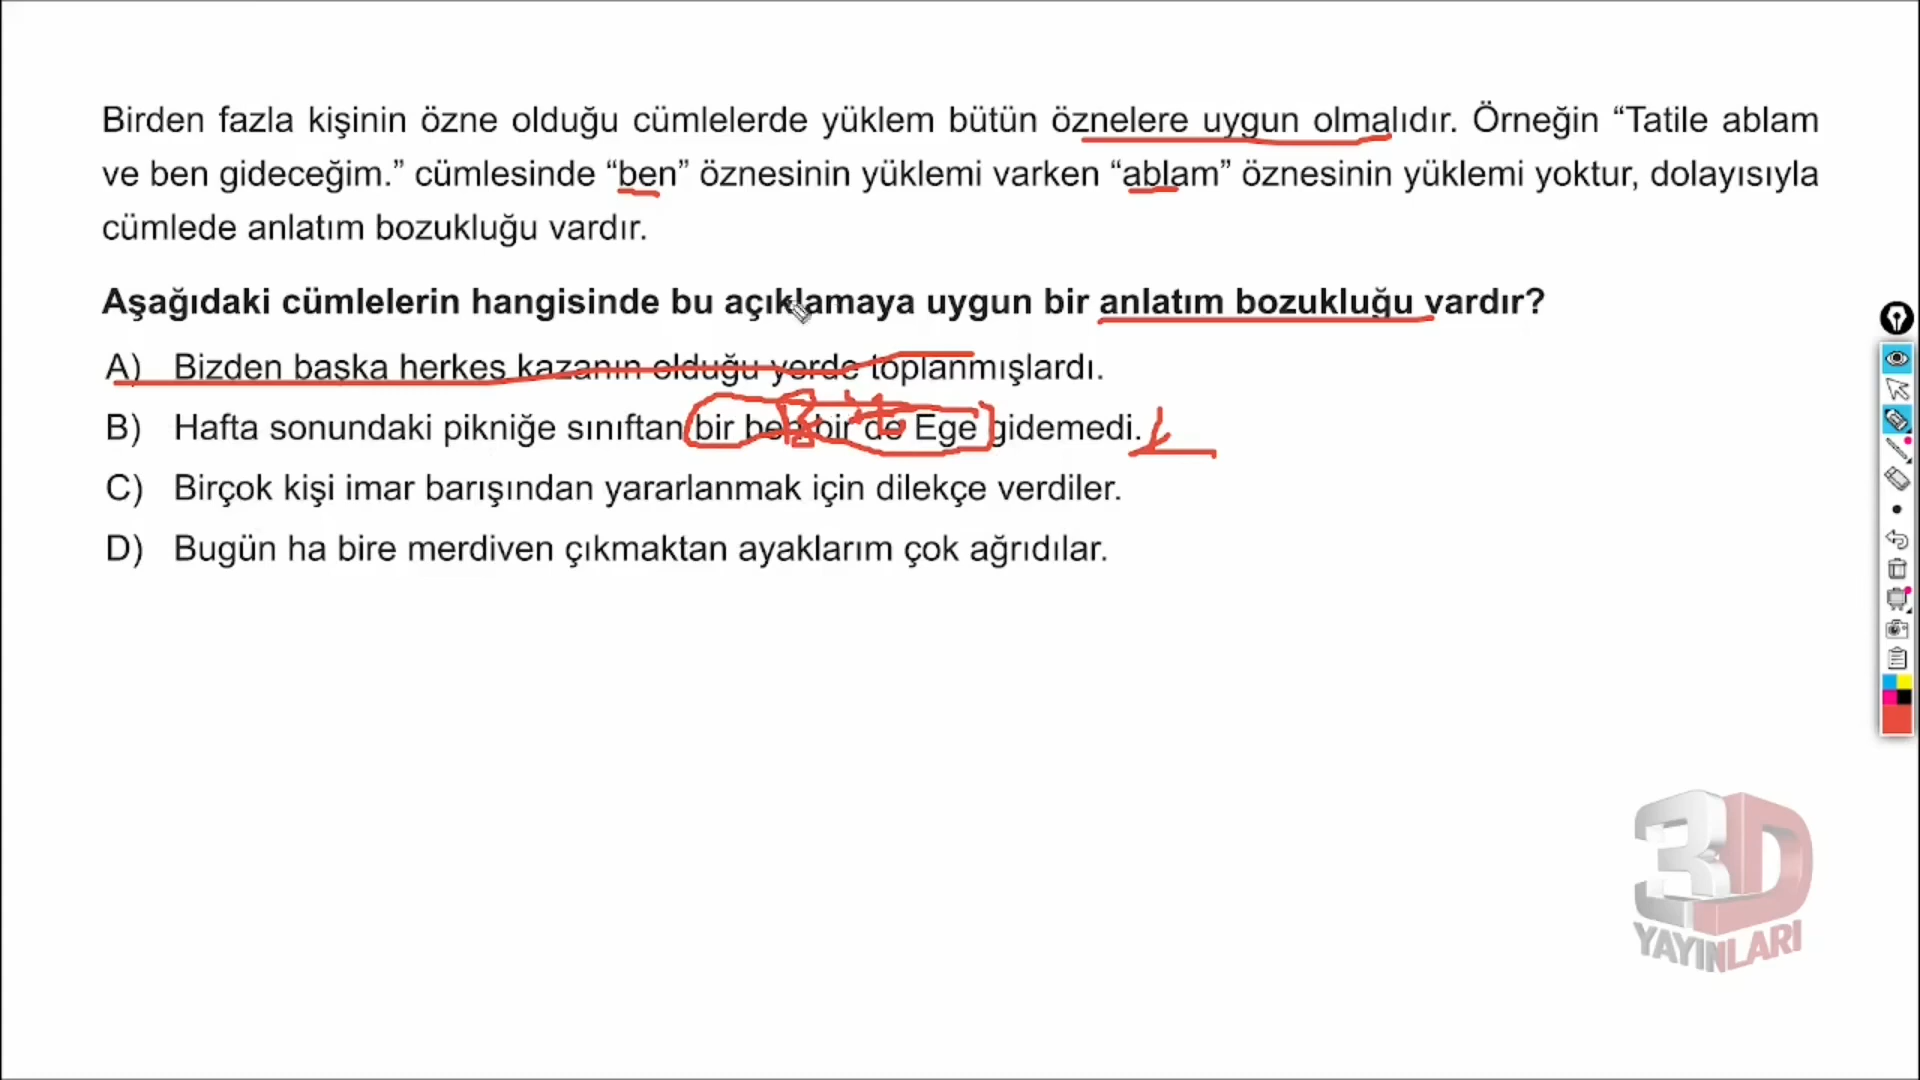 Birden fazla kişinin özne olduğu cümlelerde yüklem bütün öznelere uygun olmalıdır. Örneğin “Tatile ablam
ve ben gideceğim.” cümlesinde “ben” öznesinin yüklemi varken “ablam” öznesinin yüklemi yoktur, dolayısıyla
cümlede anlatım bozukluğu vardır.
Aşağıdaki cümlelerin hangisinde bu açıklamaya uygun bir anlatım bozukluğu vardır?
A) Bizden başka herkes kazanın olduğu yerde toplanmışlardı.
B) Hafta sonundaki pikniğe sınıftan bir ben bir de Ege gidemedi.
C) Birçok kişi imar barışından yararlanmak için dilekçe verdiler.
D) Bugün ha bire merdiven çıkmaktan ayaklarım çok ağrıdılar.
3D
YAYINLARI